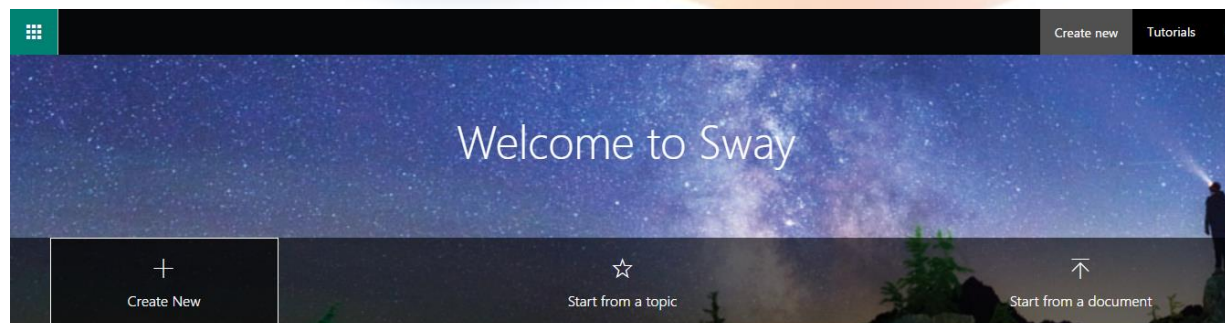 Create new
Tutorials
Welcome to Sway
Create New
Start from a topic
Start from a document